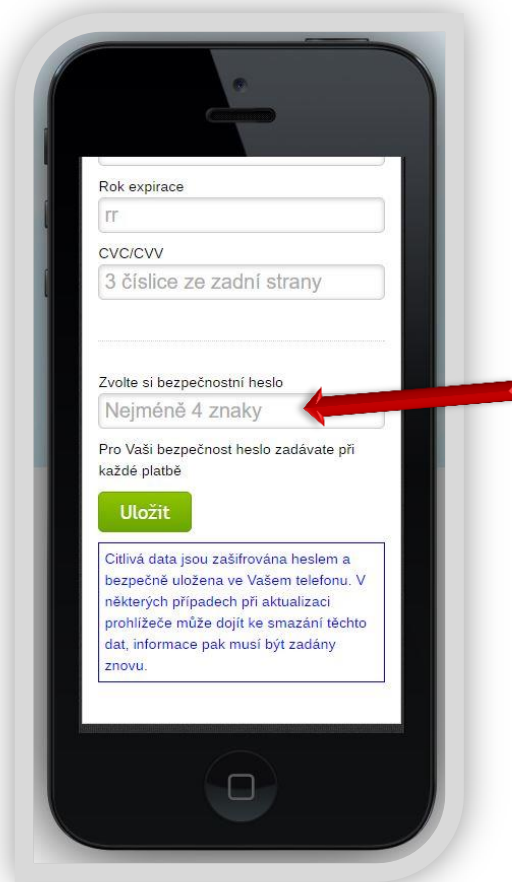 Rok expirace
rr
CVC/CVV
3 číslice ze zadní strany
Zvolte si bezpečnostní heslo
Nejméně 4 znaky
Pro Vaši bezpečnost heslo zadávate při
každé platbě
Uložit
Citlivá data jsou zašifrována heslem a
bezpečně uložena ve Vašem telefonu. V
některých případech při aktualizaci
prohlížeče může dojít ke smazání těchto
dat, informace pak musí být zadány
znovu.